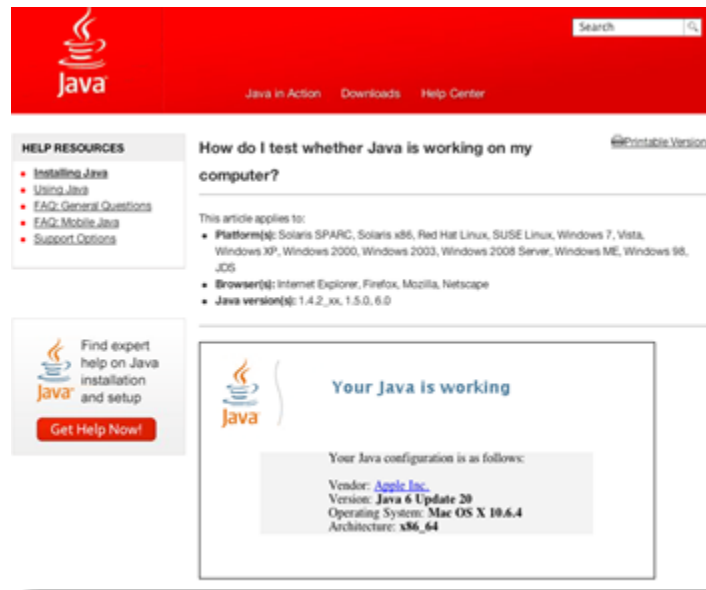 Java
Search
Java in Action Downloads Help Center
HELP RESOURCES
Installing Java
Using Java
FAQ: General Questions
FAQ: Mobile Java
Support Options
Find expert
help on Java
installation
and setup
Java
Get Help Now!
How do I test whether Java is working on my
computer?
Printable Version
This article applies to:
Platform(s): Solaris SPARC, Solaris x86, Red Hat Linux, SUSE Linux, Windows 7, Vista,
Windows XP, Windows 2000, Windows 2003, Windows 2008 Server, Windows ME, Windows 98,
JDS
Browser(s): Internet Explorer, Firefox, Mozilla, Netscape
Java version(s): 1.4.2_xx, 1.5.0, 6.0
Java
Your Java is working
Your Java configuration is as follows:
Vendor: Apple Inc.
Version: Java 6 Update 20
Operating System: Mac OS X 10.6.4
Architecture: x86_64